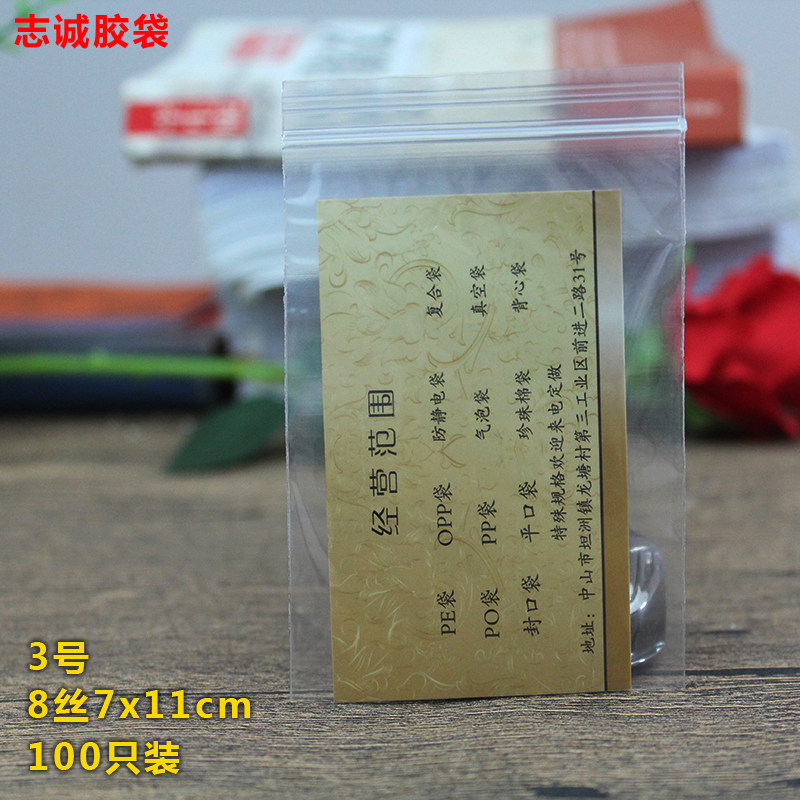 志诚胶袋
经营范围
PE袋 OPP袋 防静电袋 复合袋
PO袋 PP袋 气泡袋 真空袋
封口袋 平口袋 珍珠棉袋 背心袋
特殊规格欢迎来电定做
地址：中山市坦洲镇龙塘村第三工业区前进二路31号
3号
8丝7x11cm
100只装